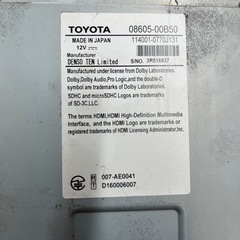 TOYOTA 08605-00B50
MADE IN JAPAN 114001-0770J131
12V
Manufacturer
DENSO TEN Limited S/NO. 3R516937
Manufactured under license from Dolby Laboratories.
Dolby, Dolby Audio, Pro Logic, and the double-D
symbol are trademarks of Dolby Laboratories.
SDHC and microSDHC Logos are trademarks
of SD-3C, LLC.
The terms HDMI, HDMI High-Definition Multimedia
Interface, and the HDMI Logo are trademarks or
registered trademarks of HDMI Licensing Administrator, Inc.
007-AE0041
D160006007